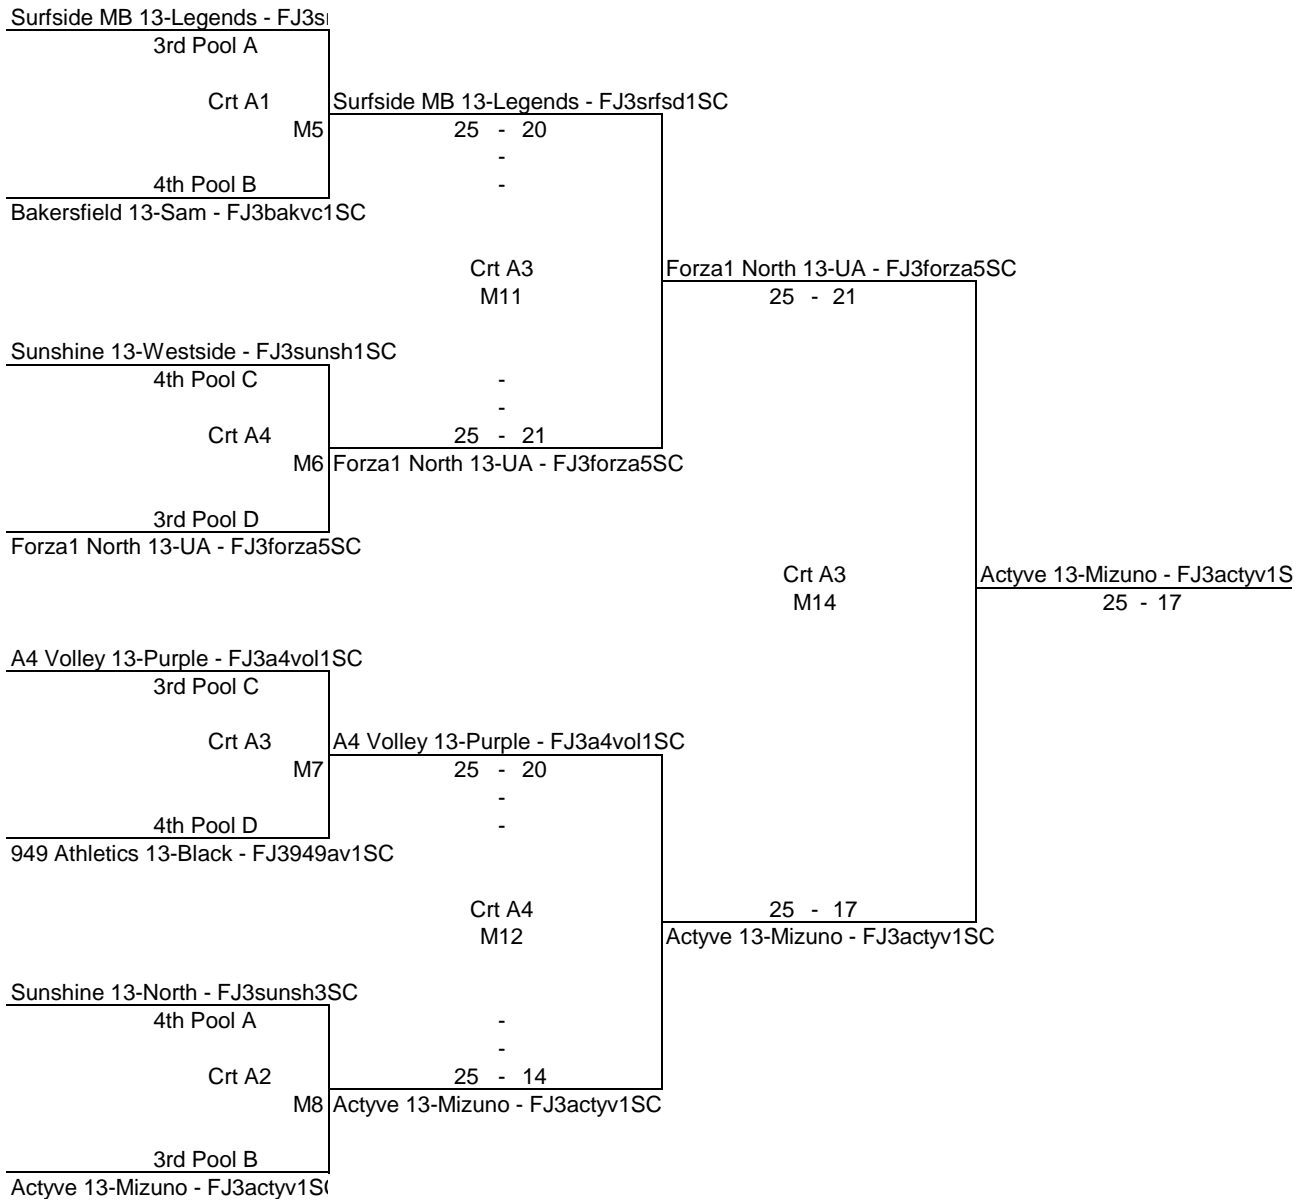 Surfside MB 13-Legends - FJ3s
3rd Pool A
Crt A1 Surfside MB 13-Legends - FJ3srfsd1SC
M5 25 - 20
-
4th Pool B -
Bakersfield 13-Sam - FJ3bakvc1SC
Crt A3 Forza1 North 13-UA - FJ3forza5SC
M11 25 - 21
Sunshine 13-Westside - FJ3sunsh1SC
4th Pool C -
-
Crt A4 25 - 21
M6 Forza1 North 13-UA - FJ3forza5SC
3rd Pool D
Forza1 North 13-UA - FJ3forza5SC
Crt A3 Actyve 13-Mizuno - FJ3actyv1S
M14 25 - 17
A4 Volley 13-Purple - FJ3a4vol1SC
3rd Pool C
Crt A3 A4 Volley 13-Purple - FJ3a4vol1SC
M7 25 - 20
-
4th Pool D -
949 Athletics 13-Black - FJ3949av1SC
Crt A4 25 - 17
M12 Actyve 13-Mizuno - FJ3actyv1SC
Sunshine 13-North - FJ3sunsh3SC
4th Pool A -
-
Crt A2 25 - 14
M8 Actyve 13-Mizuno - FJ3actyv1SC
3rd Pool B
Actyve 13-Mizuno - FJ3actyv1S